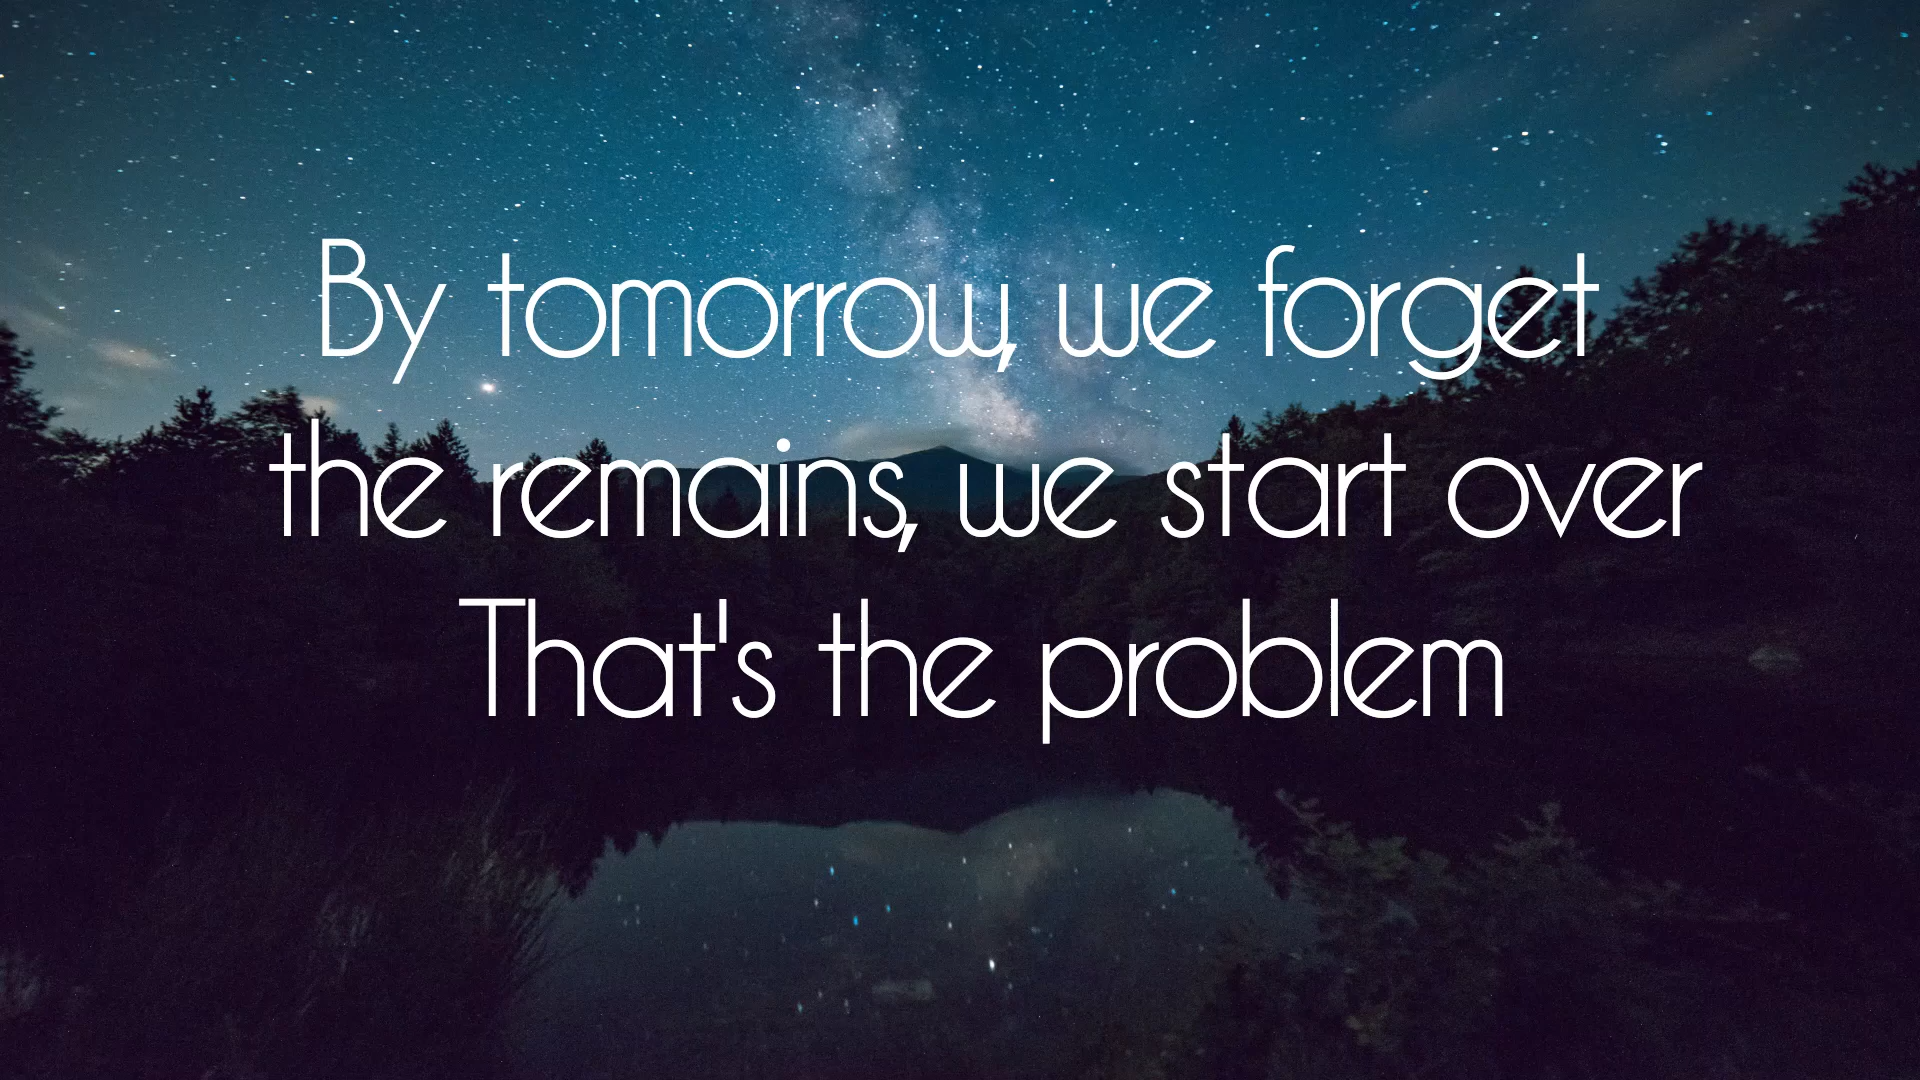 By tomorrow, we forget
the remains, we start over
That's the problem